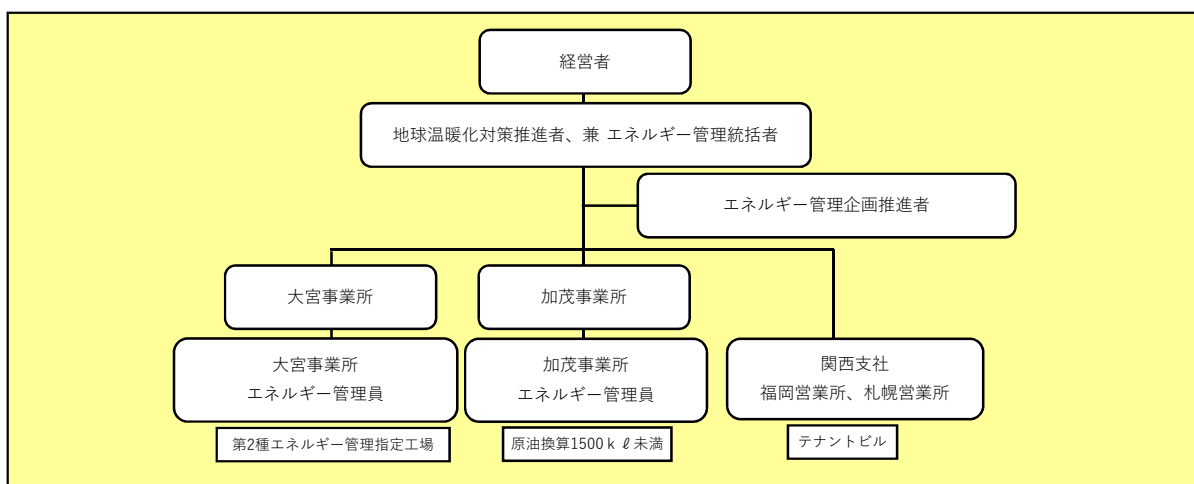 経営者
地球温暖化対策推進者、兼 エネルギー管理統括者
エネルギー管理企画推進者
大宮事業所
加茂事業所
大宮事業所
エネルギー管理員
加茂事業所
エネルギー管理員
関西支社
福岡営業所、札幌営業所
第2種エネルギー管理指定工場
原油換算1500kℓ未満
テナントビル